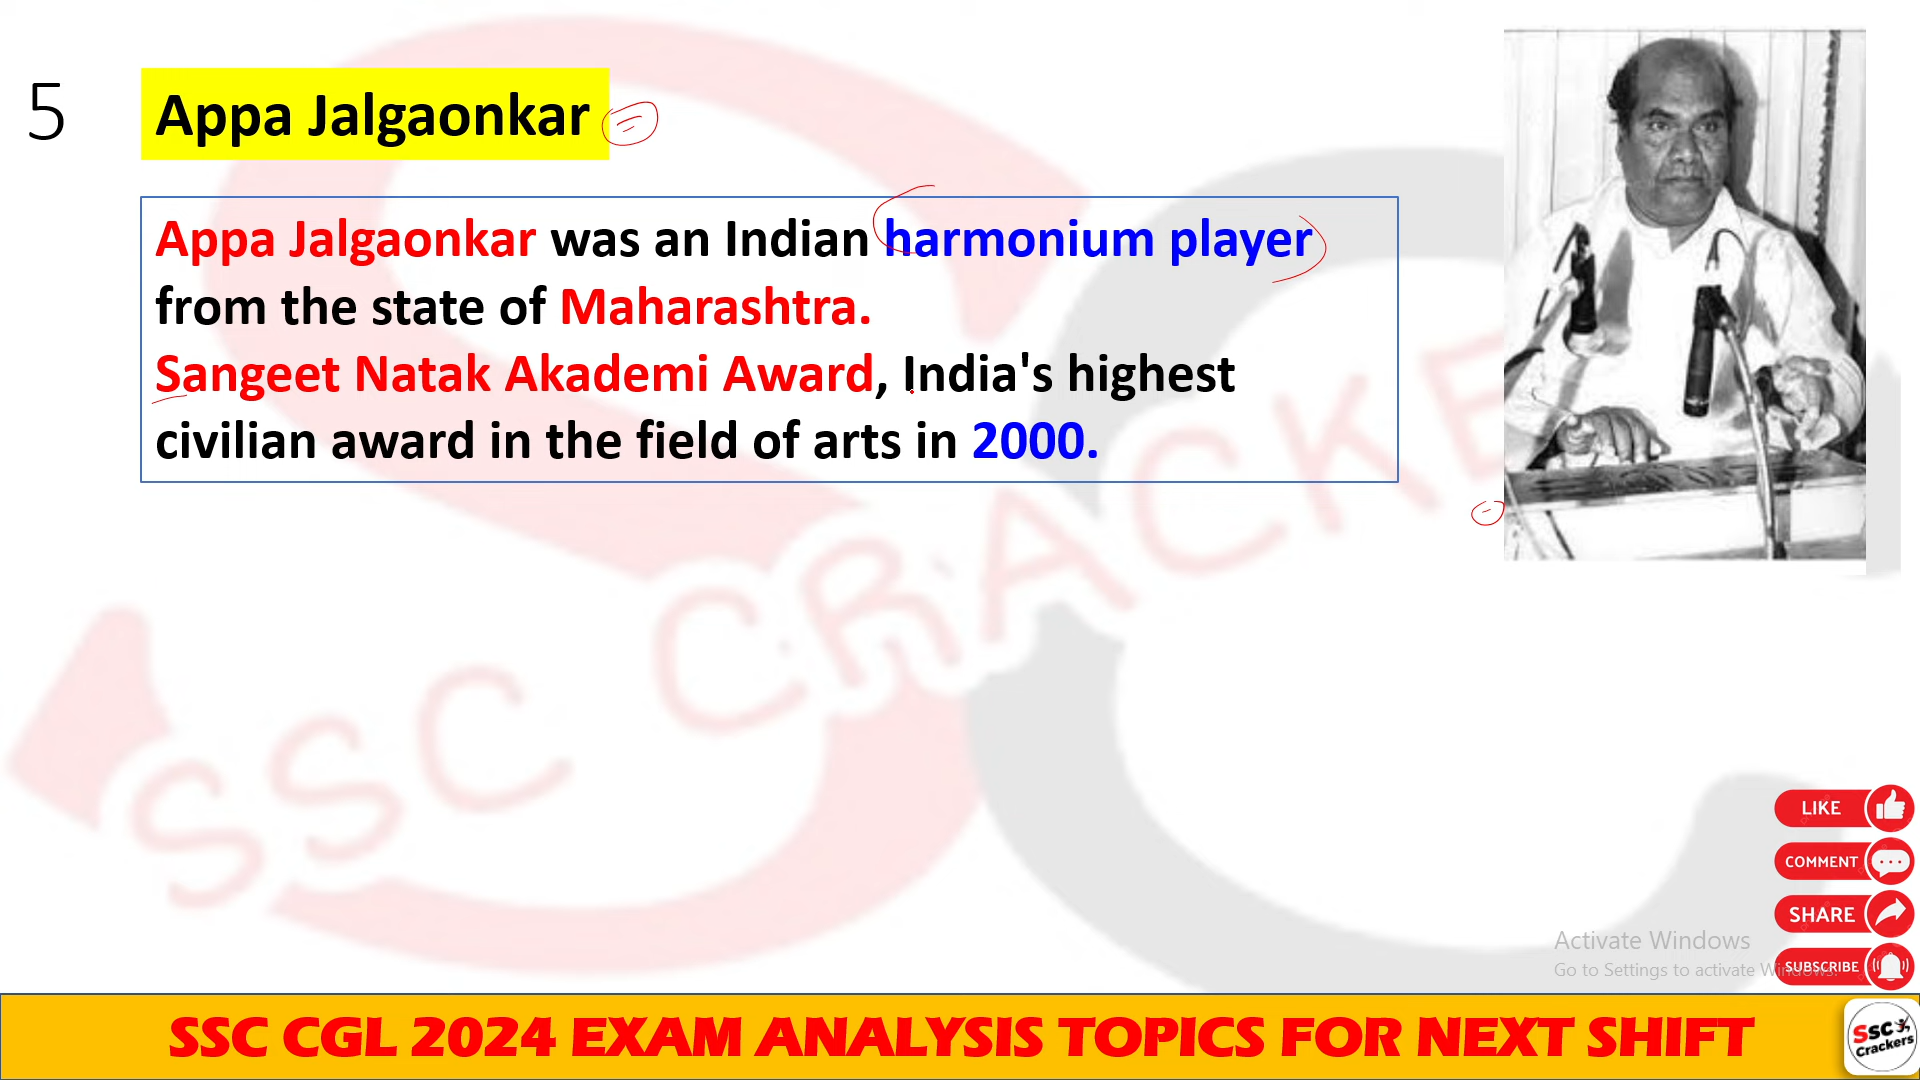 5
Appa Jalgaonkar
Appa Jalgaonkar was an Indian harmonium player
from the state of Maharashtra.
Sangeet Natak Akademi Award, India's highest
civilian award in the field of arts in 2000.
SSC CRACKE
LIKE
COMMENT
SHARE
Activate Windows
Go to Settings to activate Windows.
SUBSCRIBE
SSC CGL 2024 EXAM ANALYSIS TOPICS FOR NEXT SHIFT
SSC
Crackers